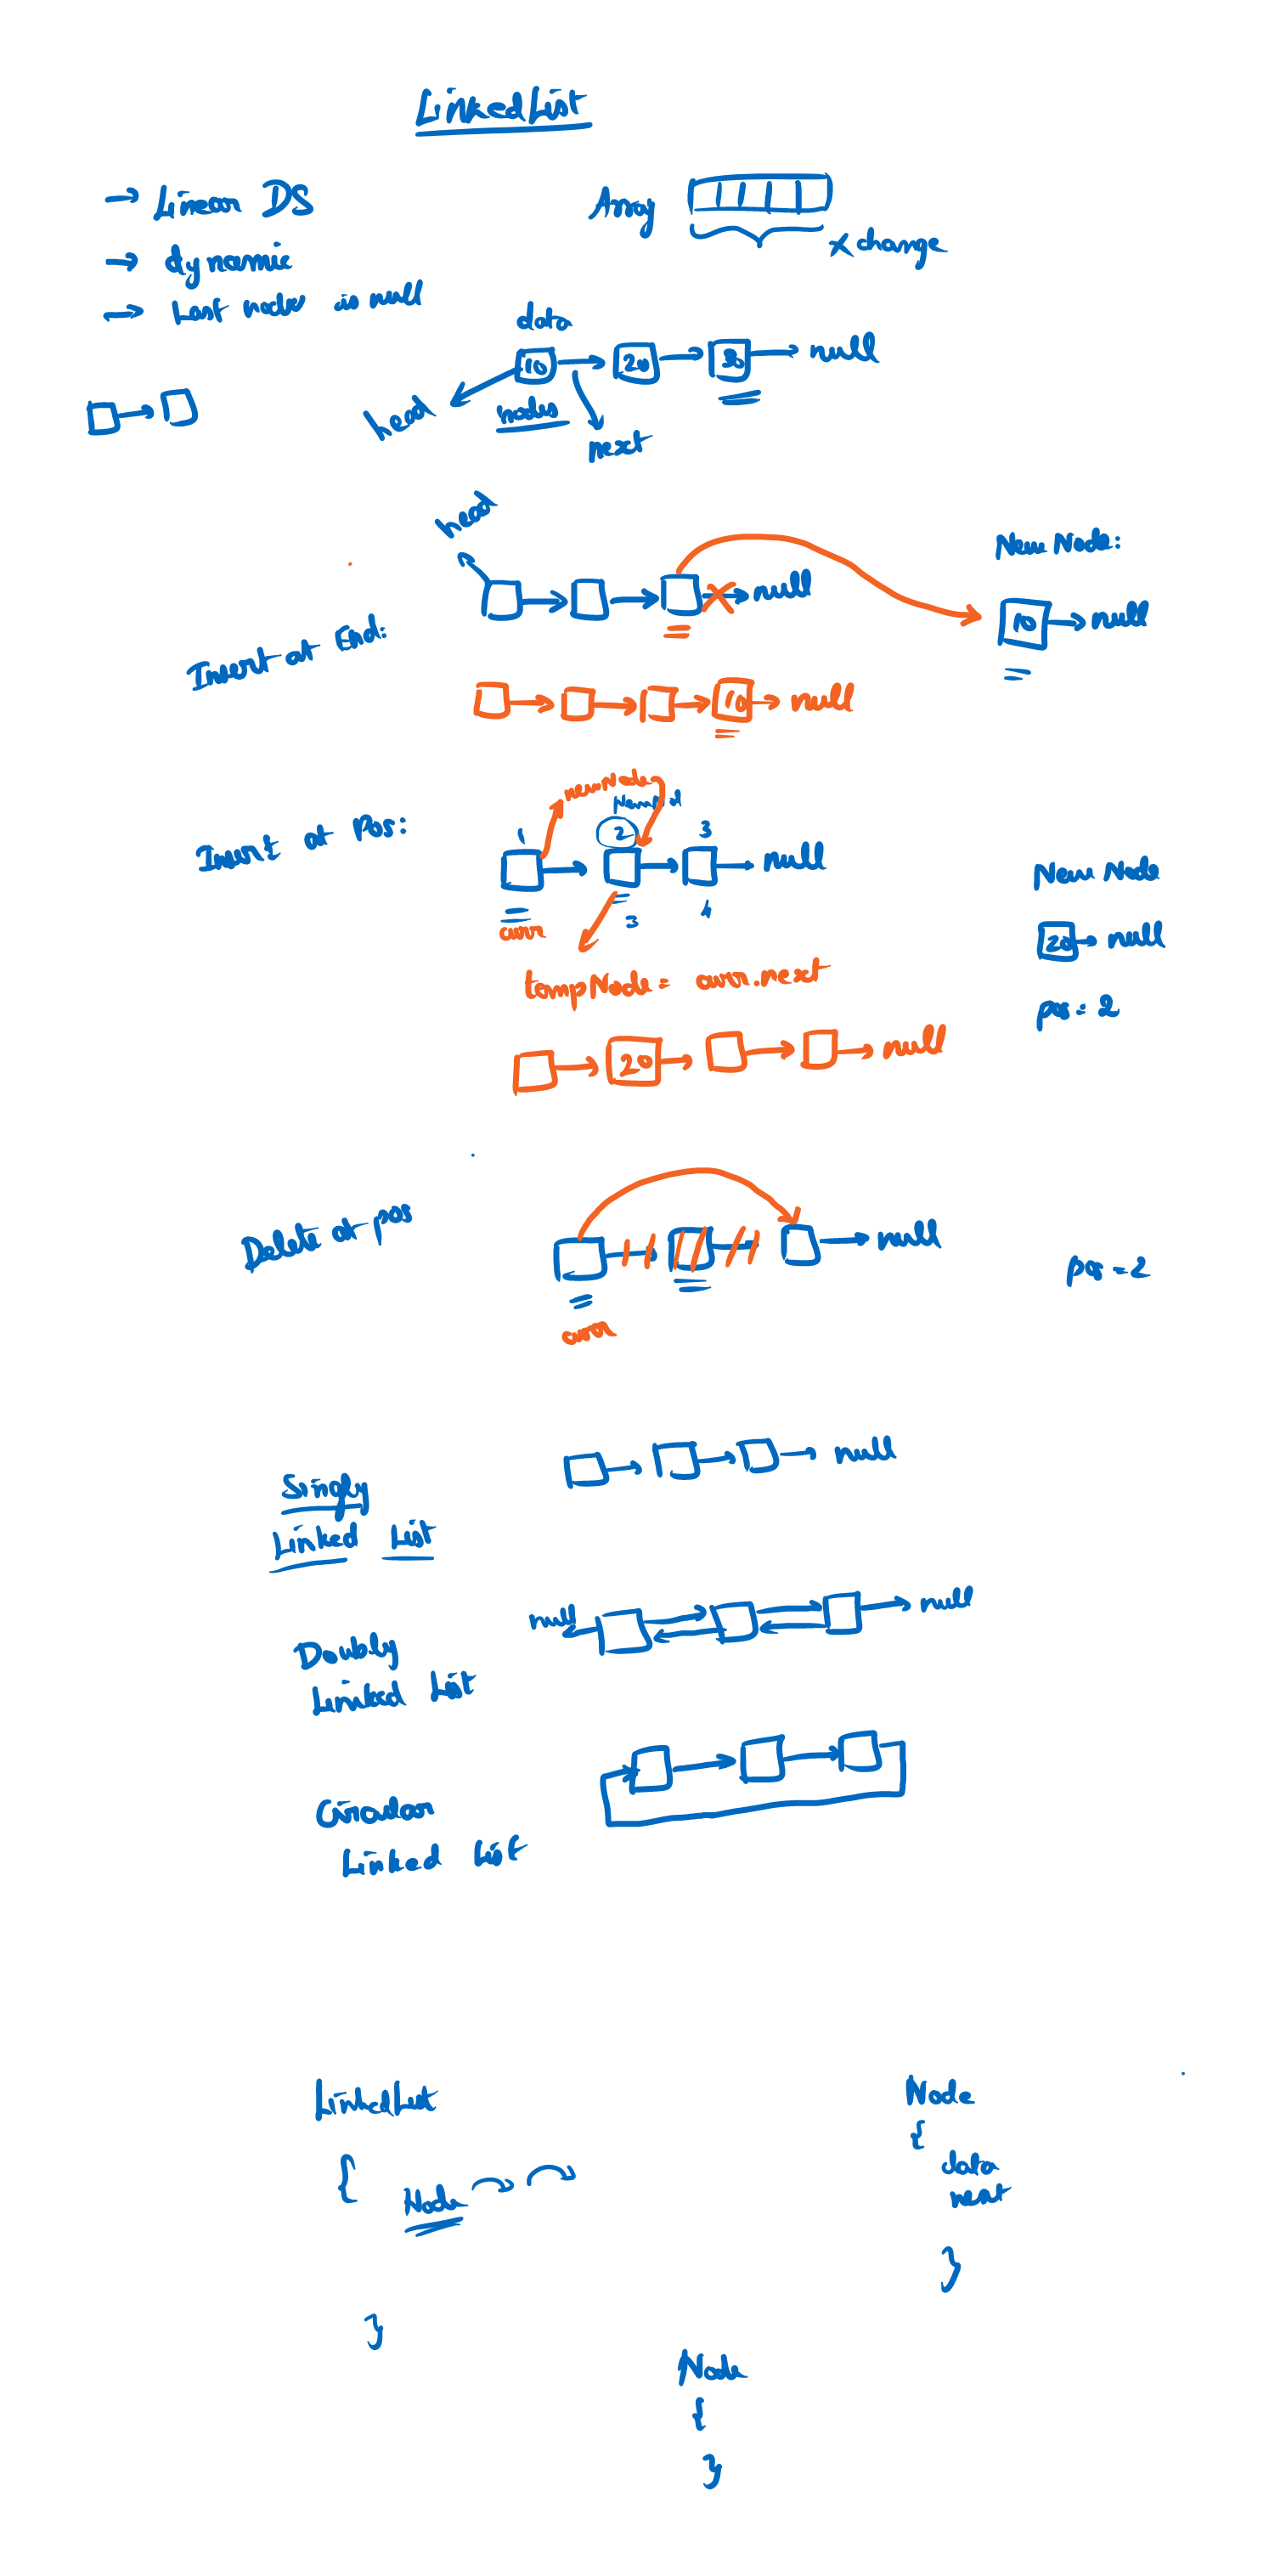 LinkedList
→ Linear DS
Array
x change
→ dynamic
→ Last node is null
data
10 → 20 → 30 → null
head
nodes
next
head
New Node:
null
10 → null
Insert at End:
10 → null
newNode
Insert at Pos:
1 2 3
null
New Node
curr
3 4
20 → null
tempNode = curr.next
pos = 2
20
null
Delete at pos
null
pos = 2
curr
Singly
Linked List
null
Doubly
Linked List
null
null
Circular
Linked List
LinkedList
{
Node
}
Node
{
data
next
}
Node
{
}